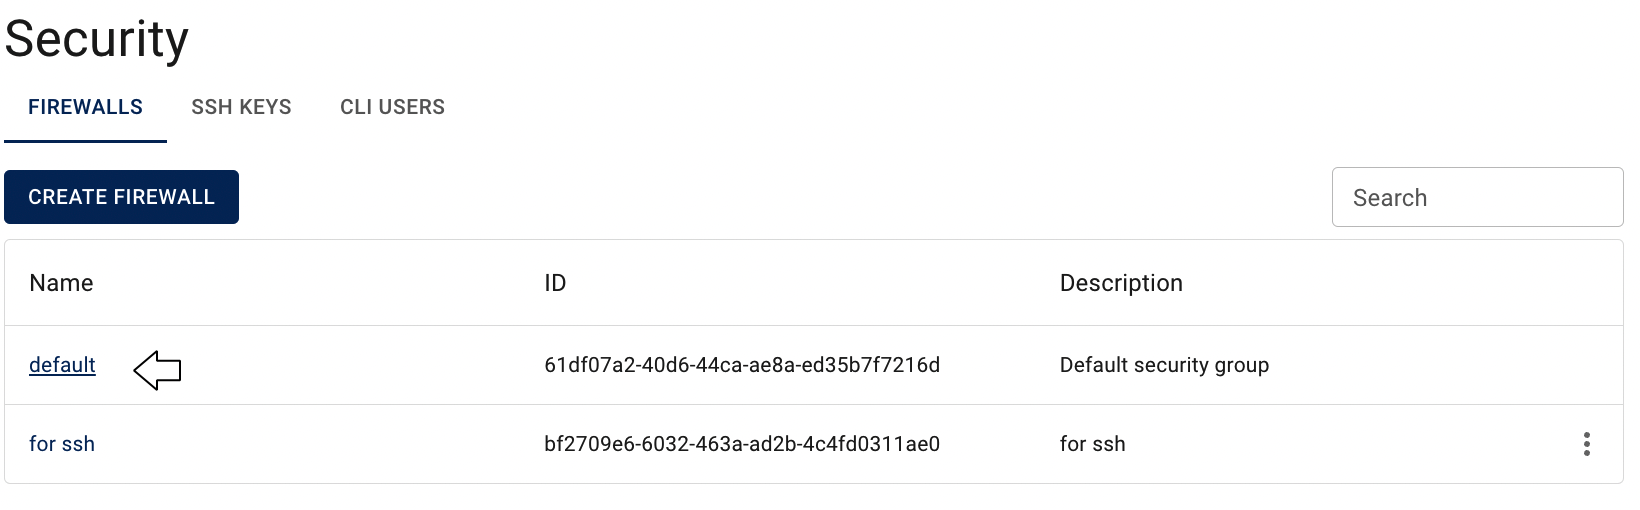 Security
FIREWALLS SSH KEYS CLI USERS
CREATE FIREWALL Search
Name ID Description
default 61df07a2-40d6-44ca-ae8a-ed35b7f7216d Default security group
for ssh bf2709e6-6032-463a-ad2b-4c4fd0311ae0 for ssh